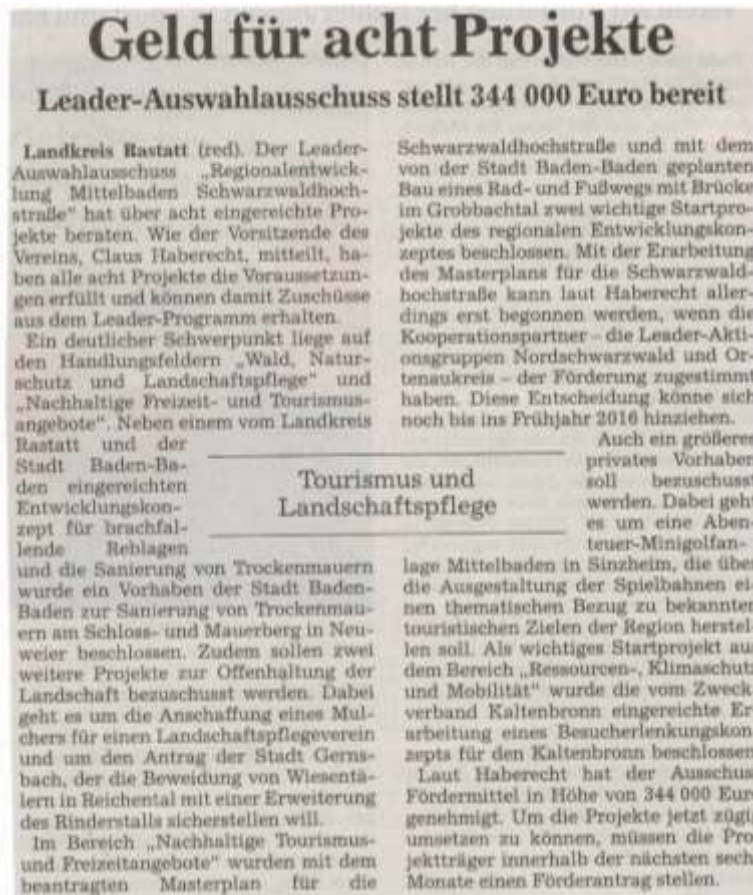 Geld für acht Projekte
Leader-Auswahlausschuss stellt 344 000 Euro bereit
Landkreis Rastatt (red). Der Leader-
Auswahlausschuss „Regionalentwick-
lung Mittelbaden Schwarzwaldhoch-
straße“ hat über acht eingereichte Pro-
jekte beraten. Wie der Vorsitzende des
Vereins, Claus Haberecht, mitteilt, ha-
ben alle acht Projekte die Voraussetzun-
gen erfüllt und können damit Zuschüsse
aus dem Leader-Programm erhalten.
Ein deutlicher Schwerpunkt liege auf
den Handlungsfeldern „Wald, Natur-
schutz und Landschaftspflege“ und
„Nachhaltige Freizeit- und Tourismus-
angebote“. Neben einem vom Landkreis
Rastatt und der
Stadt Baden-Ba-
den eingereichten
Entwicklungskon-
zept für brachfal-
lende Reblagen
und die Sanierung von Trockenmauern
wurde ein Vorhaben der Stadt Baden-
Baden zur Sanierung von Trockenmau-
ern am Schloss- und Mauerberg in Neu-
weier beschlossen. Zudem sollen zwei
weitere Projekte zur Offenhaltung der
Landschaft bezuschusst werden. Dabei
geht es um die Anschaffung eines Mul-
chers für einen Landschaftspflegeverein
und um den Antrag der Stadt Gerns-
bach, der die Beweidung von Wiesentä-
lern in Reichental mit einer Erweiterung
des Rinderstalls sicherstellen will.
Im Bereich „Nachhaltige Tourismus-
und Freizeitangebote“ wurden mit dem
beantragten Masterplan für die
Tourismus und
Landschaftspflege
Schwarzwaldhochstraße und mit dem
von der Stadt Baden-Baden geplanten
Bau eines Rad- und Fußwegs mit Brücke
im Grobbachtal zwei wichtige Startpro-
jekte des regionalen Entwicklungskon-
zeptes beschlossen. Mit der Erarbeitung
des Masterplans für die Schwarzwald-
hochstraße kann laut Haberecht aller-
dings erst begonnen werden, wenn die
Kooperationspartner – die Leader-Akti-
onsgruppen Nordschwarzwald und Or-
tenaukreis – der Förderung zugestimmt
haben. Diese Entscheidung könne sich
noch bis ins Frühjahr 2016 hinziehen.
Auch ein größeres
privates Vorhaben
soll bezuschusst
werden. Dabei geht
es um eine Aben-
teuer-Minigolfan-
lage Mittelbaden in Sinzheim, die über
die Ausgestaltung der Spielbahnen ei-
nen thematischen Bezug zu bekannten
touristischen Zielen der Region herstel-
len soll. Als wichtiges Startprojekt aus
dem Bereich „Ressourcen-, Klimaschutz
und Mobilität“ wurde die vom Zweck-
verband Kaltenbronn eingereichte Er-
arbeitung eines Besucherlenkungskon-
zepts für den Kaltenbronn beschlossen.
Laut Haberecht hat der Ausschuss
Fördermittel in Höhe von 344 000 Euro
genehmigt. Um die Projekte jetzt zügig
umsetzen zu können, müssen die Pro-
jektträger innerhalb der nächsten sechs
Monate einen Förderantrag stellen.